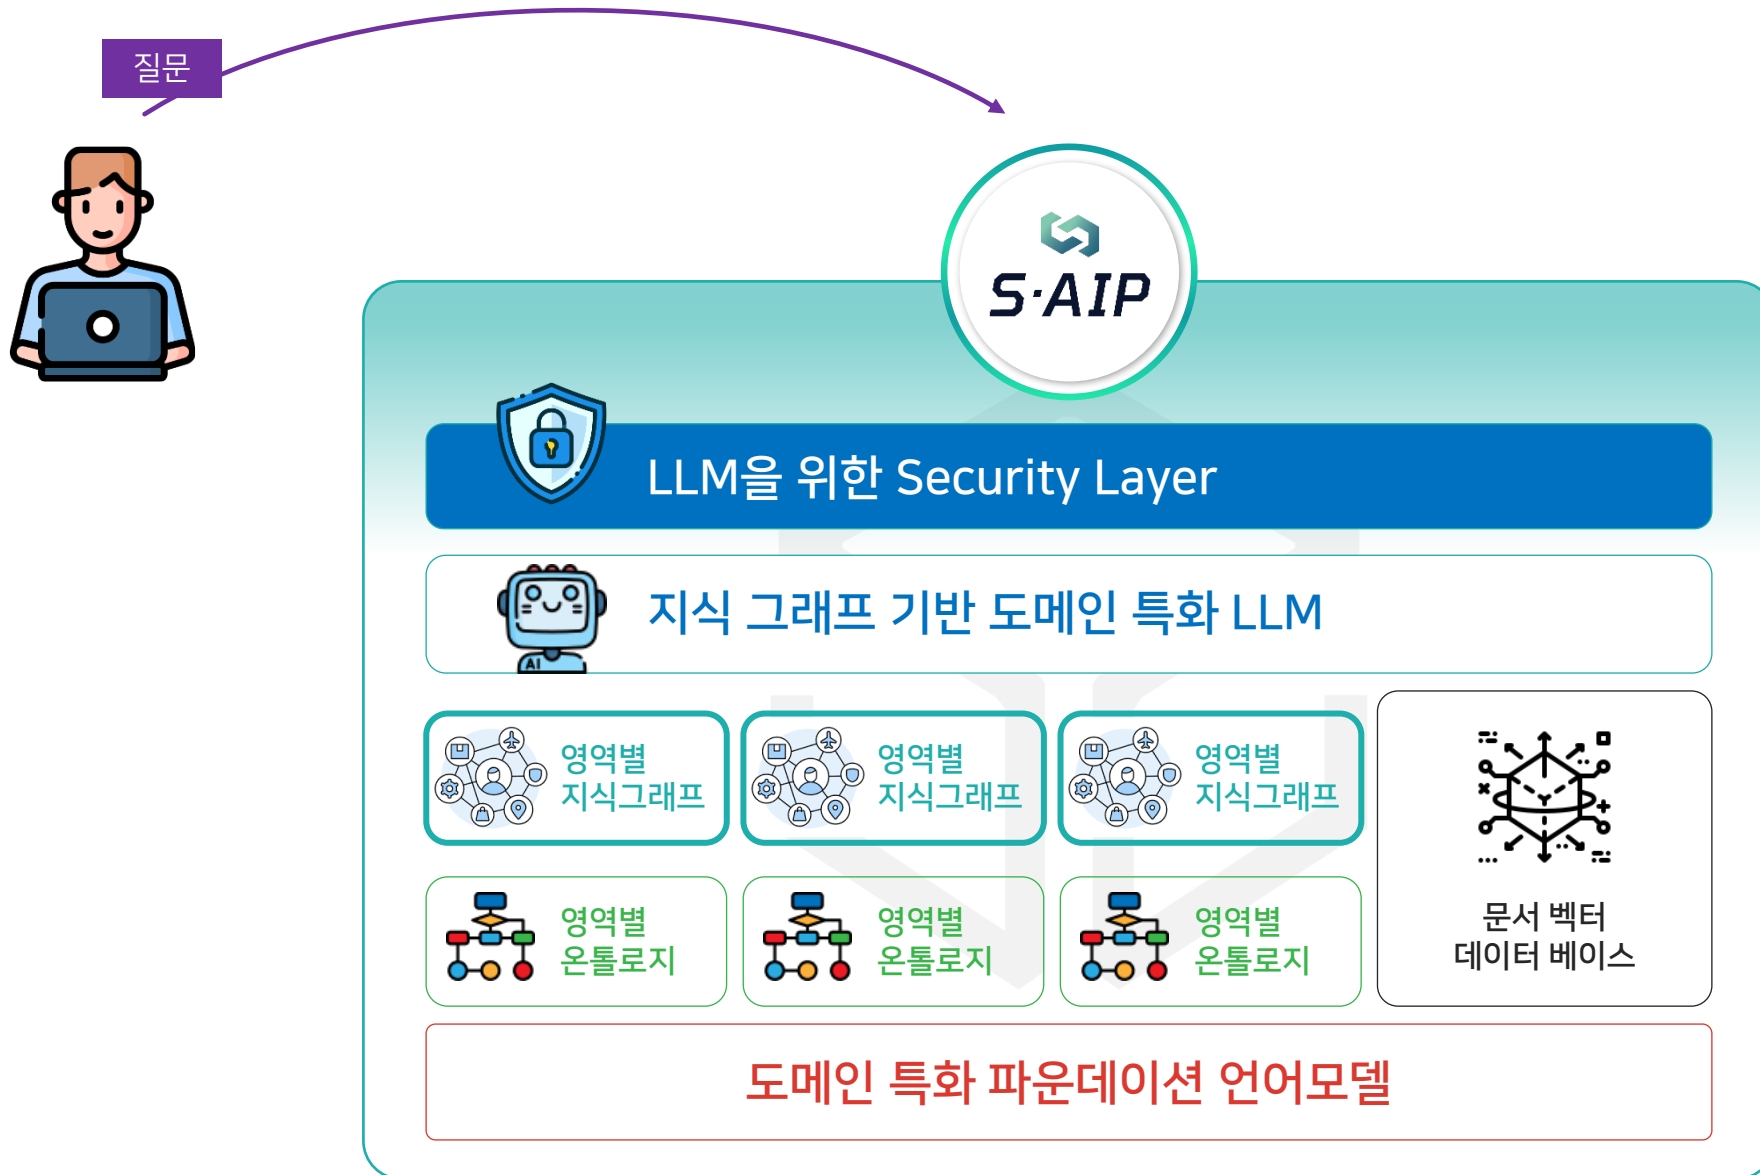 질문
S·AIP
LLM을 위한 Security Layer
AI
지식 그래프 기반 도메인 특화 LLM
영역별
지식그래프
영역별
지식그래프
영역별
지식그래프
영역별
온톨로지
영역별
온톨로지
영역별
온톨로지
문서 벡터
데이터 베이스
도메인 특화 파운데이션 언어모델